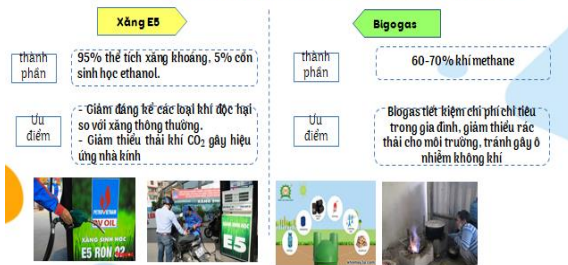 Xăng E5
thành
phần
95% thể tích xăng khoáng, 5% cồn
sinh học ethanol.
Ưu
điểm
- Giảm đáng kể các loại khí độc hại
so với xăng thông thường.
- Giảm thiểu thải khí CO₂ gây hiệu
ứng nhà kính
Bigogas
thành
phần
60-70% khí methane
Ưu
điểm
Biogas tiết kiệm chi phí chi tiêu
trong gia đình, giảm thiểu rác
thải cho môi trường, tránh gây ô
nhiễm không khí
PV OIL
XĂNG SINH HỌC
E5 RON 92
E5